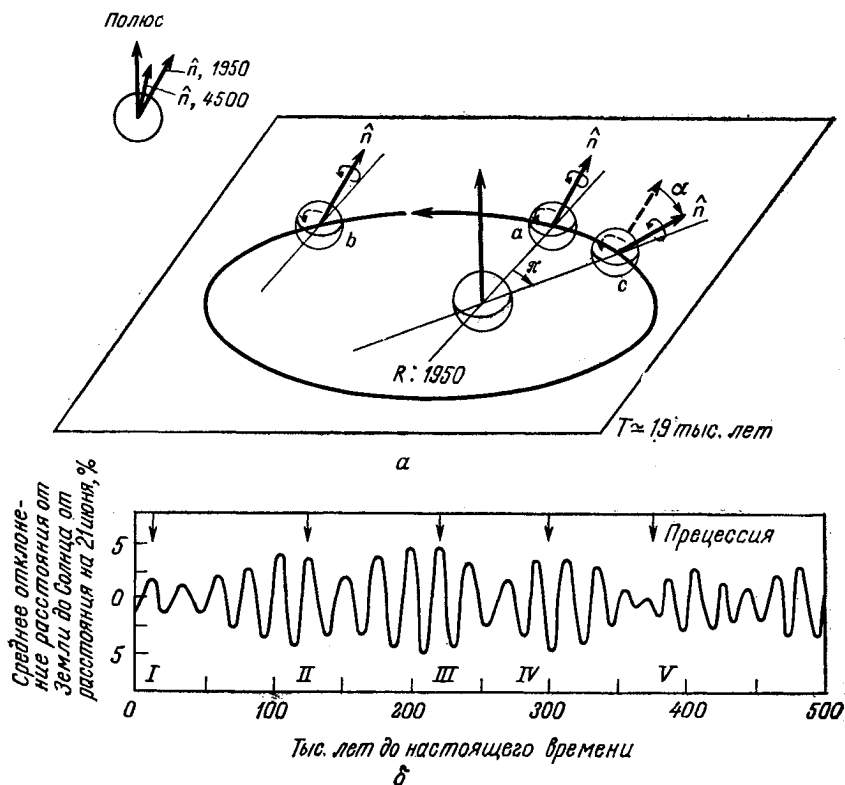 Полюс
n̂, 1950
n̂, 4500
n̂
n̂
α
n̂
b
a
π
c
R: 1950
T≃19 тыс. лет
а
Среднее отклоне-
ние расстояния от
Земли до Солнца от
расстояния на 21 июня, %
5
0
5
Прецессия
I II III IV V
0 100 200 300 400 500
Тыс. лет до настоящего времени
б